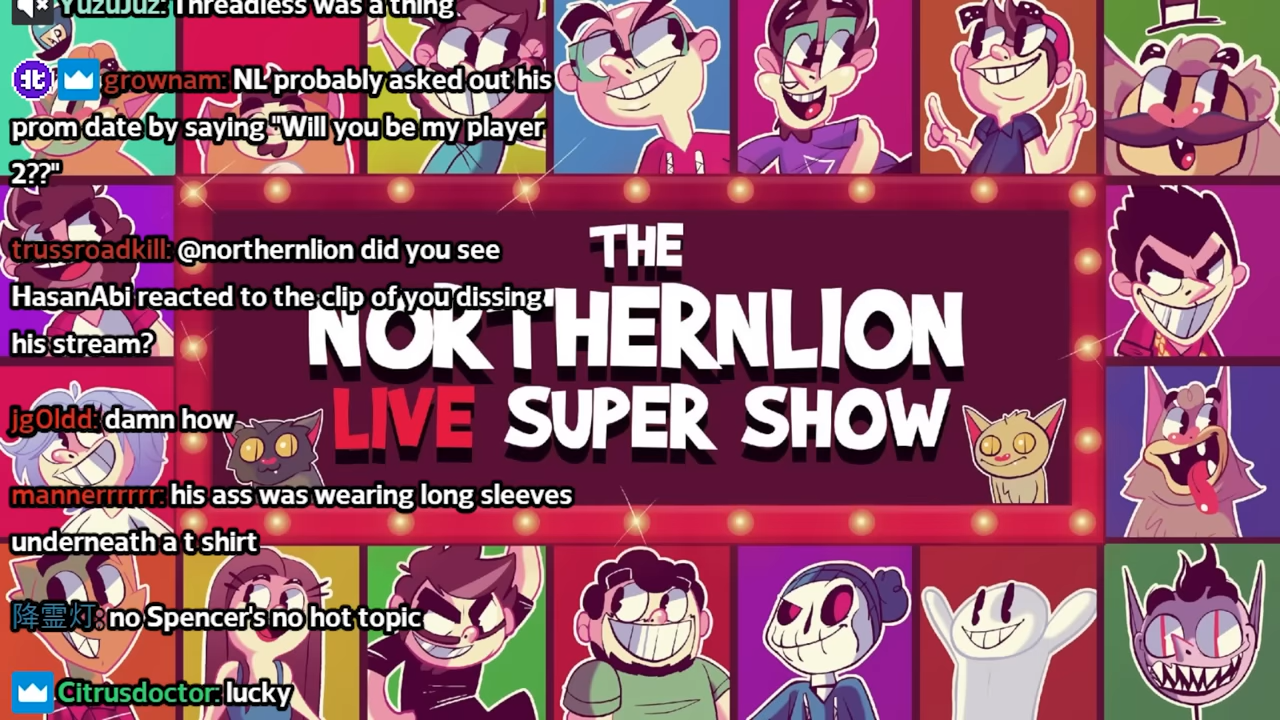 YuzuJuz: Threadless was a thing
grownam: NL probably asked out his
prom date by saying "Will you be my player
2??"
trussroadkill: @northernlion did you see
HasanAbi reacted to the clip of you dissing
his stream?
jg0ldd: damn how
mannerrrrrr: his ass was wearing long sleeves
underneath a t shirt
降霊灯: no Spencer's no hot topic
Citrusdoctor: lucky
THE
NORTHERNLION
LIVE SUPER SHOW